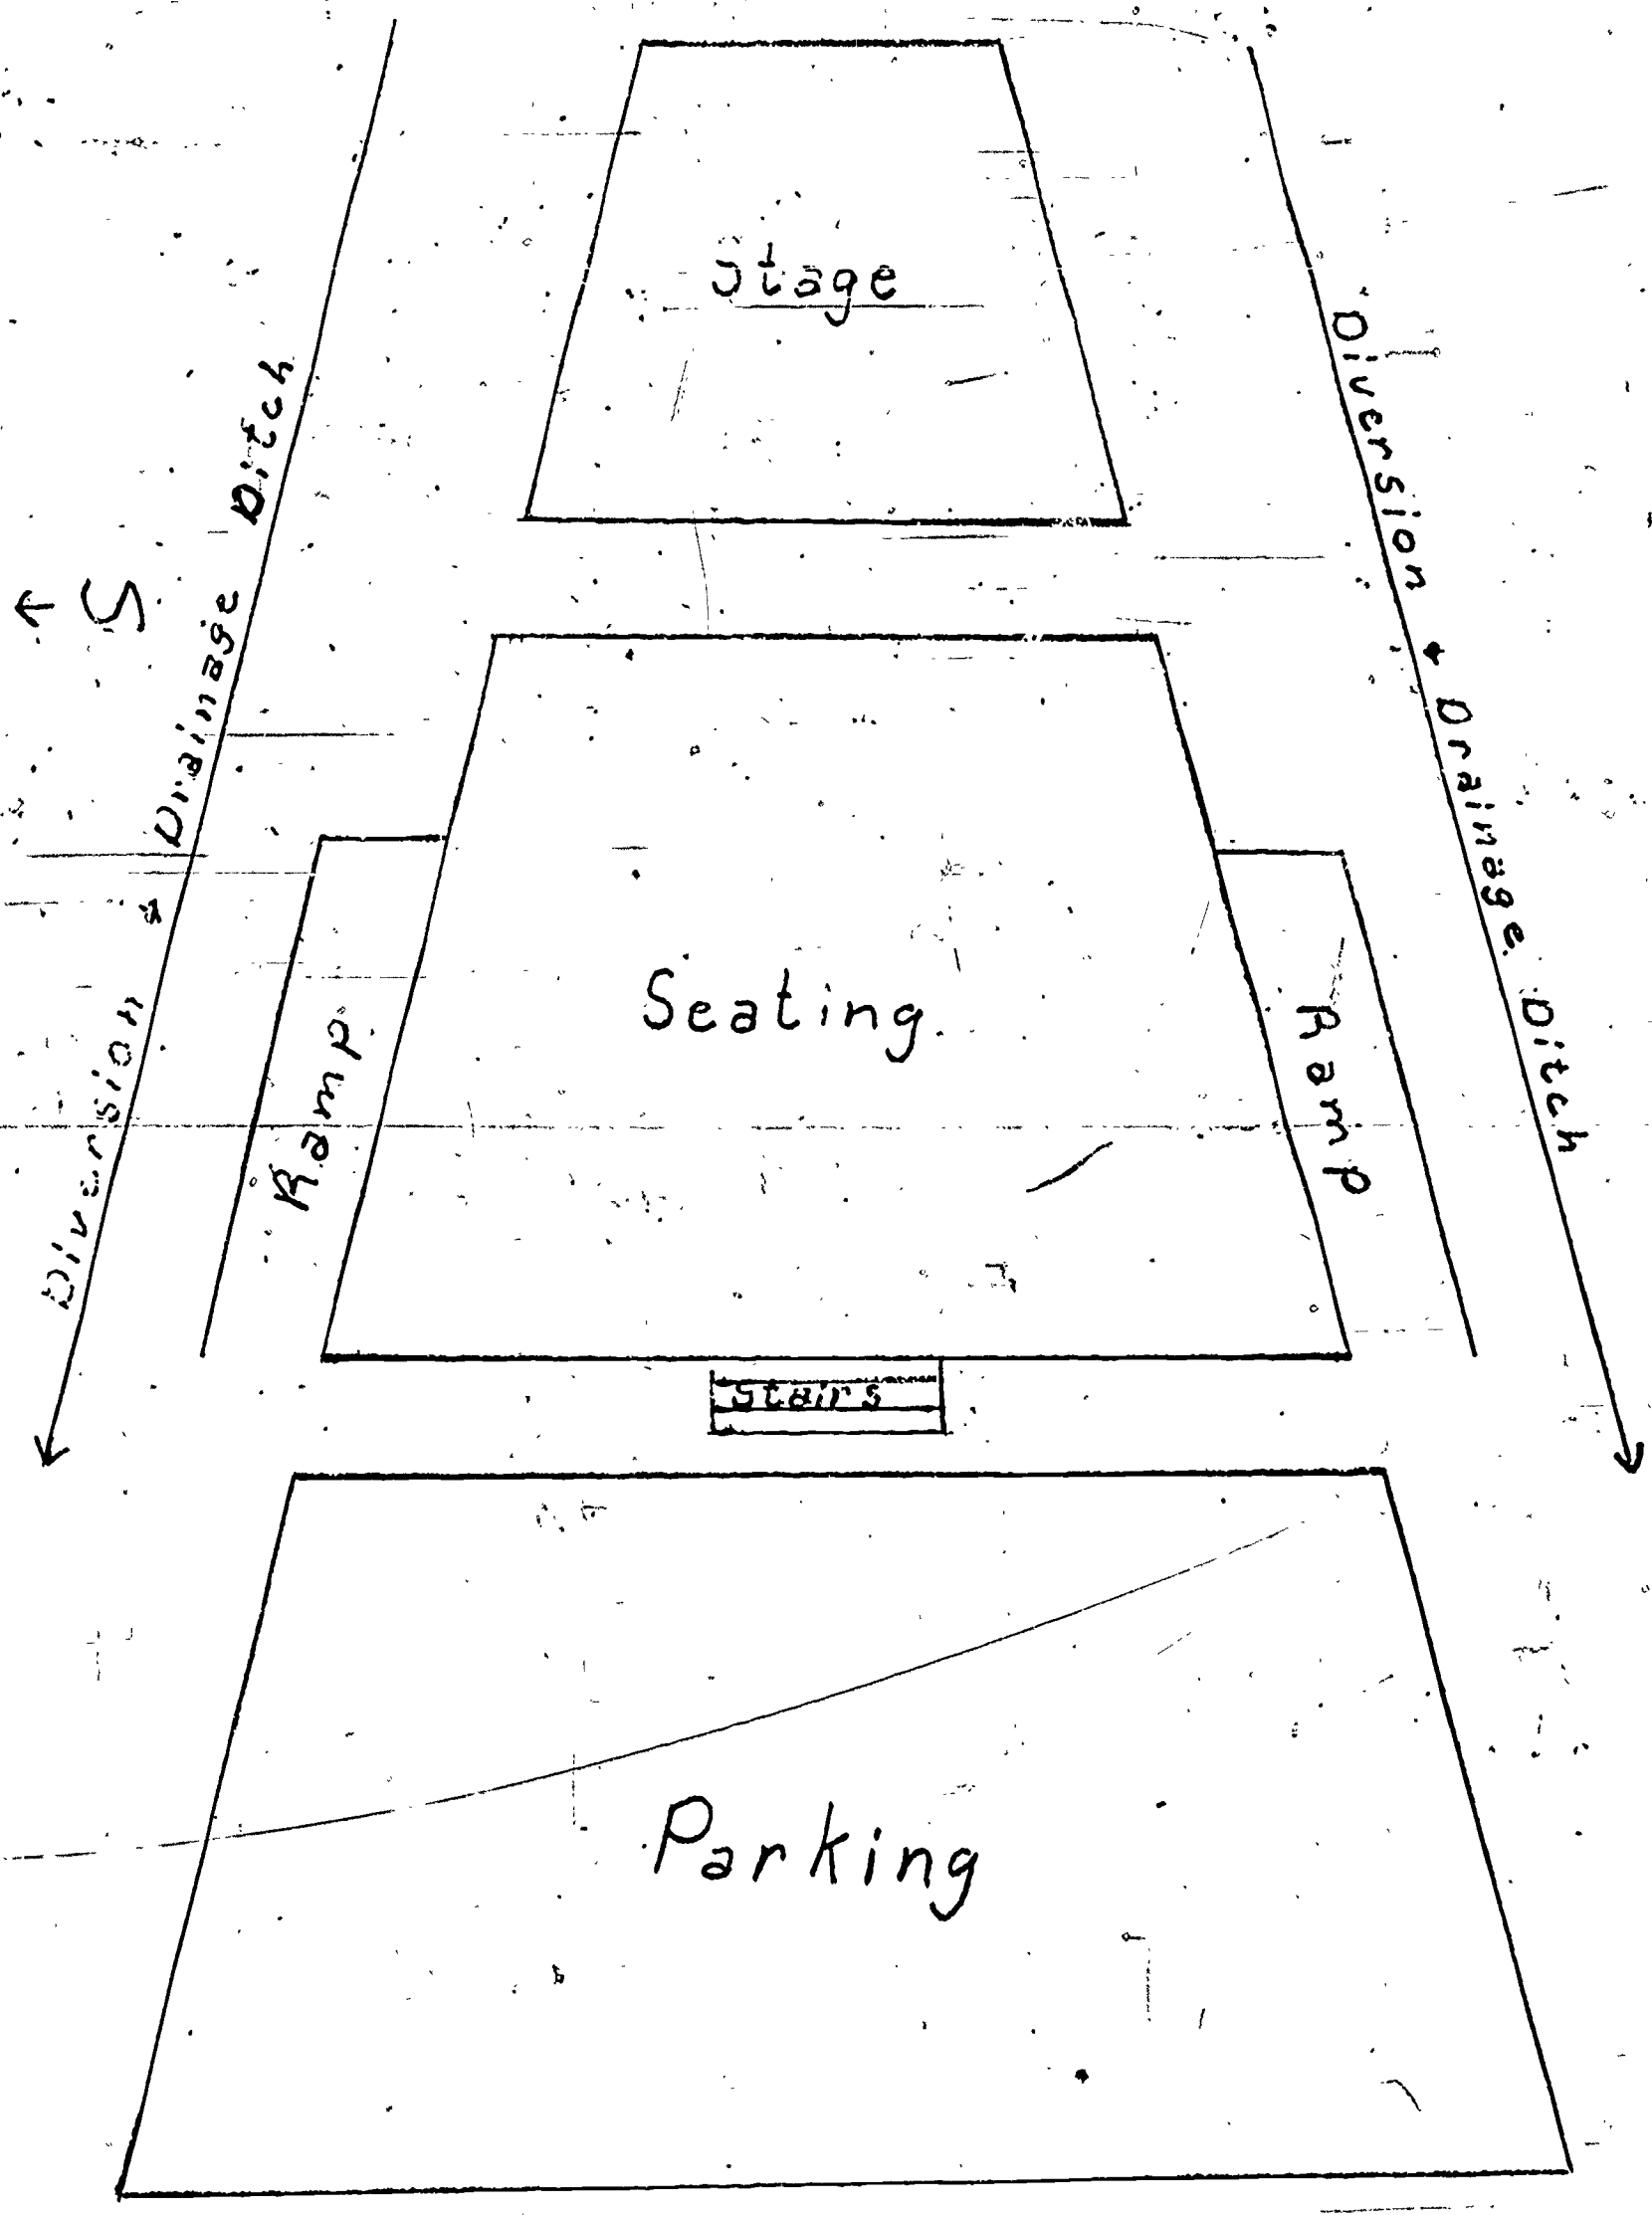 Stage
Diversion & Drainage Ditch
Diversion & Drainage Ditch
S
Seating
Ramp
Ramp
Stairs
Parking